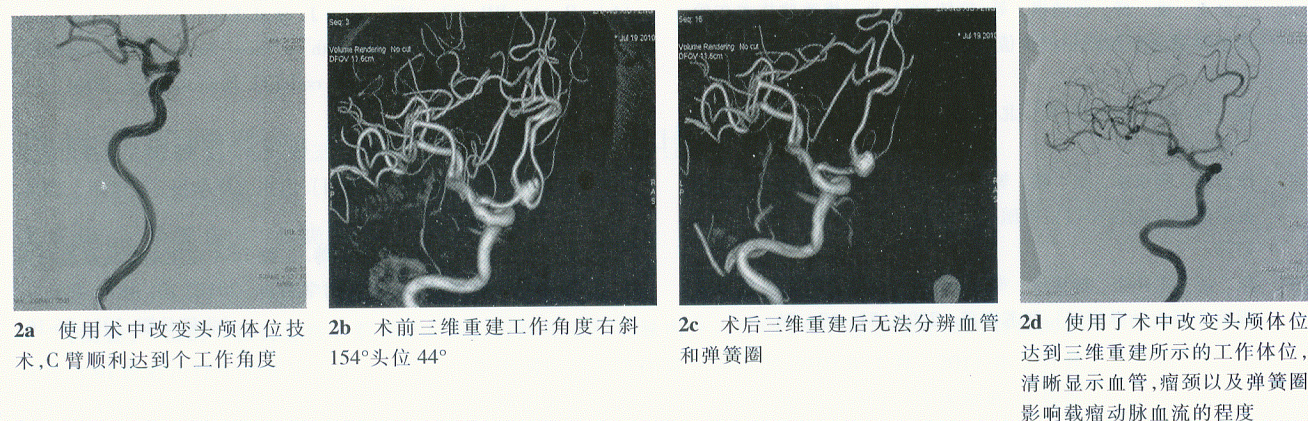 Seq: 3
Volume Rendering No cut
DFOV 11.6cm
Jul 19 2010
Seq: 16
Volume Rendering No cut
DFOV 11.6cm
Jul 19 2010
2a 使用术中改变头颅体位技
术,C 臂顺利达到个工作角度
2b 术前三维重建工作角度右斜
154°头位 44°
2c 术后三维重建后无法分辨血管
和弹簧圈
2d 使用了术中改变头颅体位
达到三维重建所示的工作体位,
清晰显示血管,瘤颈以及弹簧圈
影响载瘤动脉血流的程度